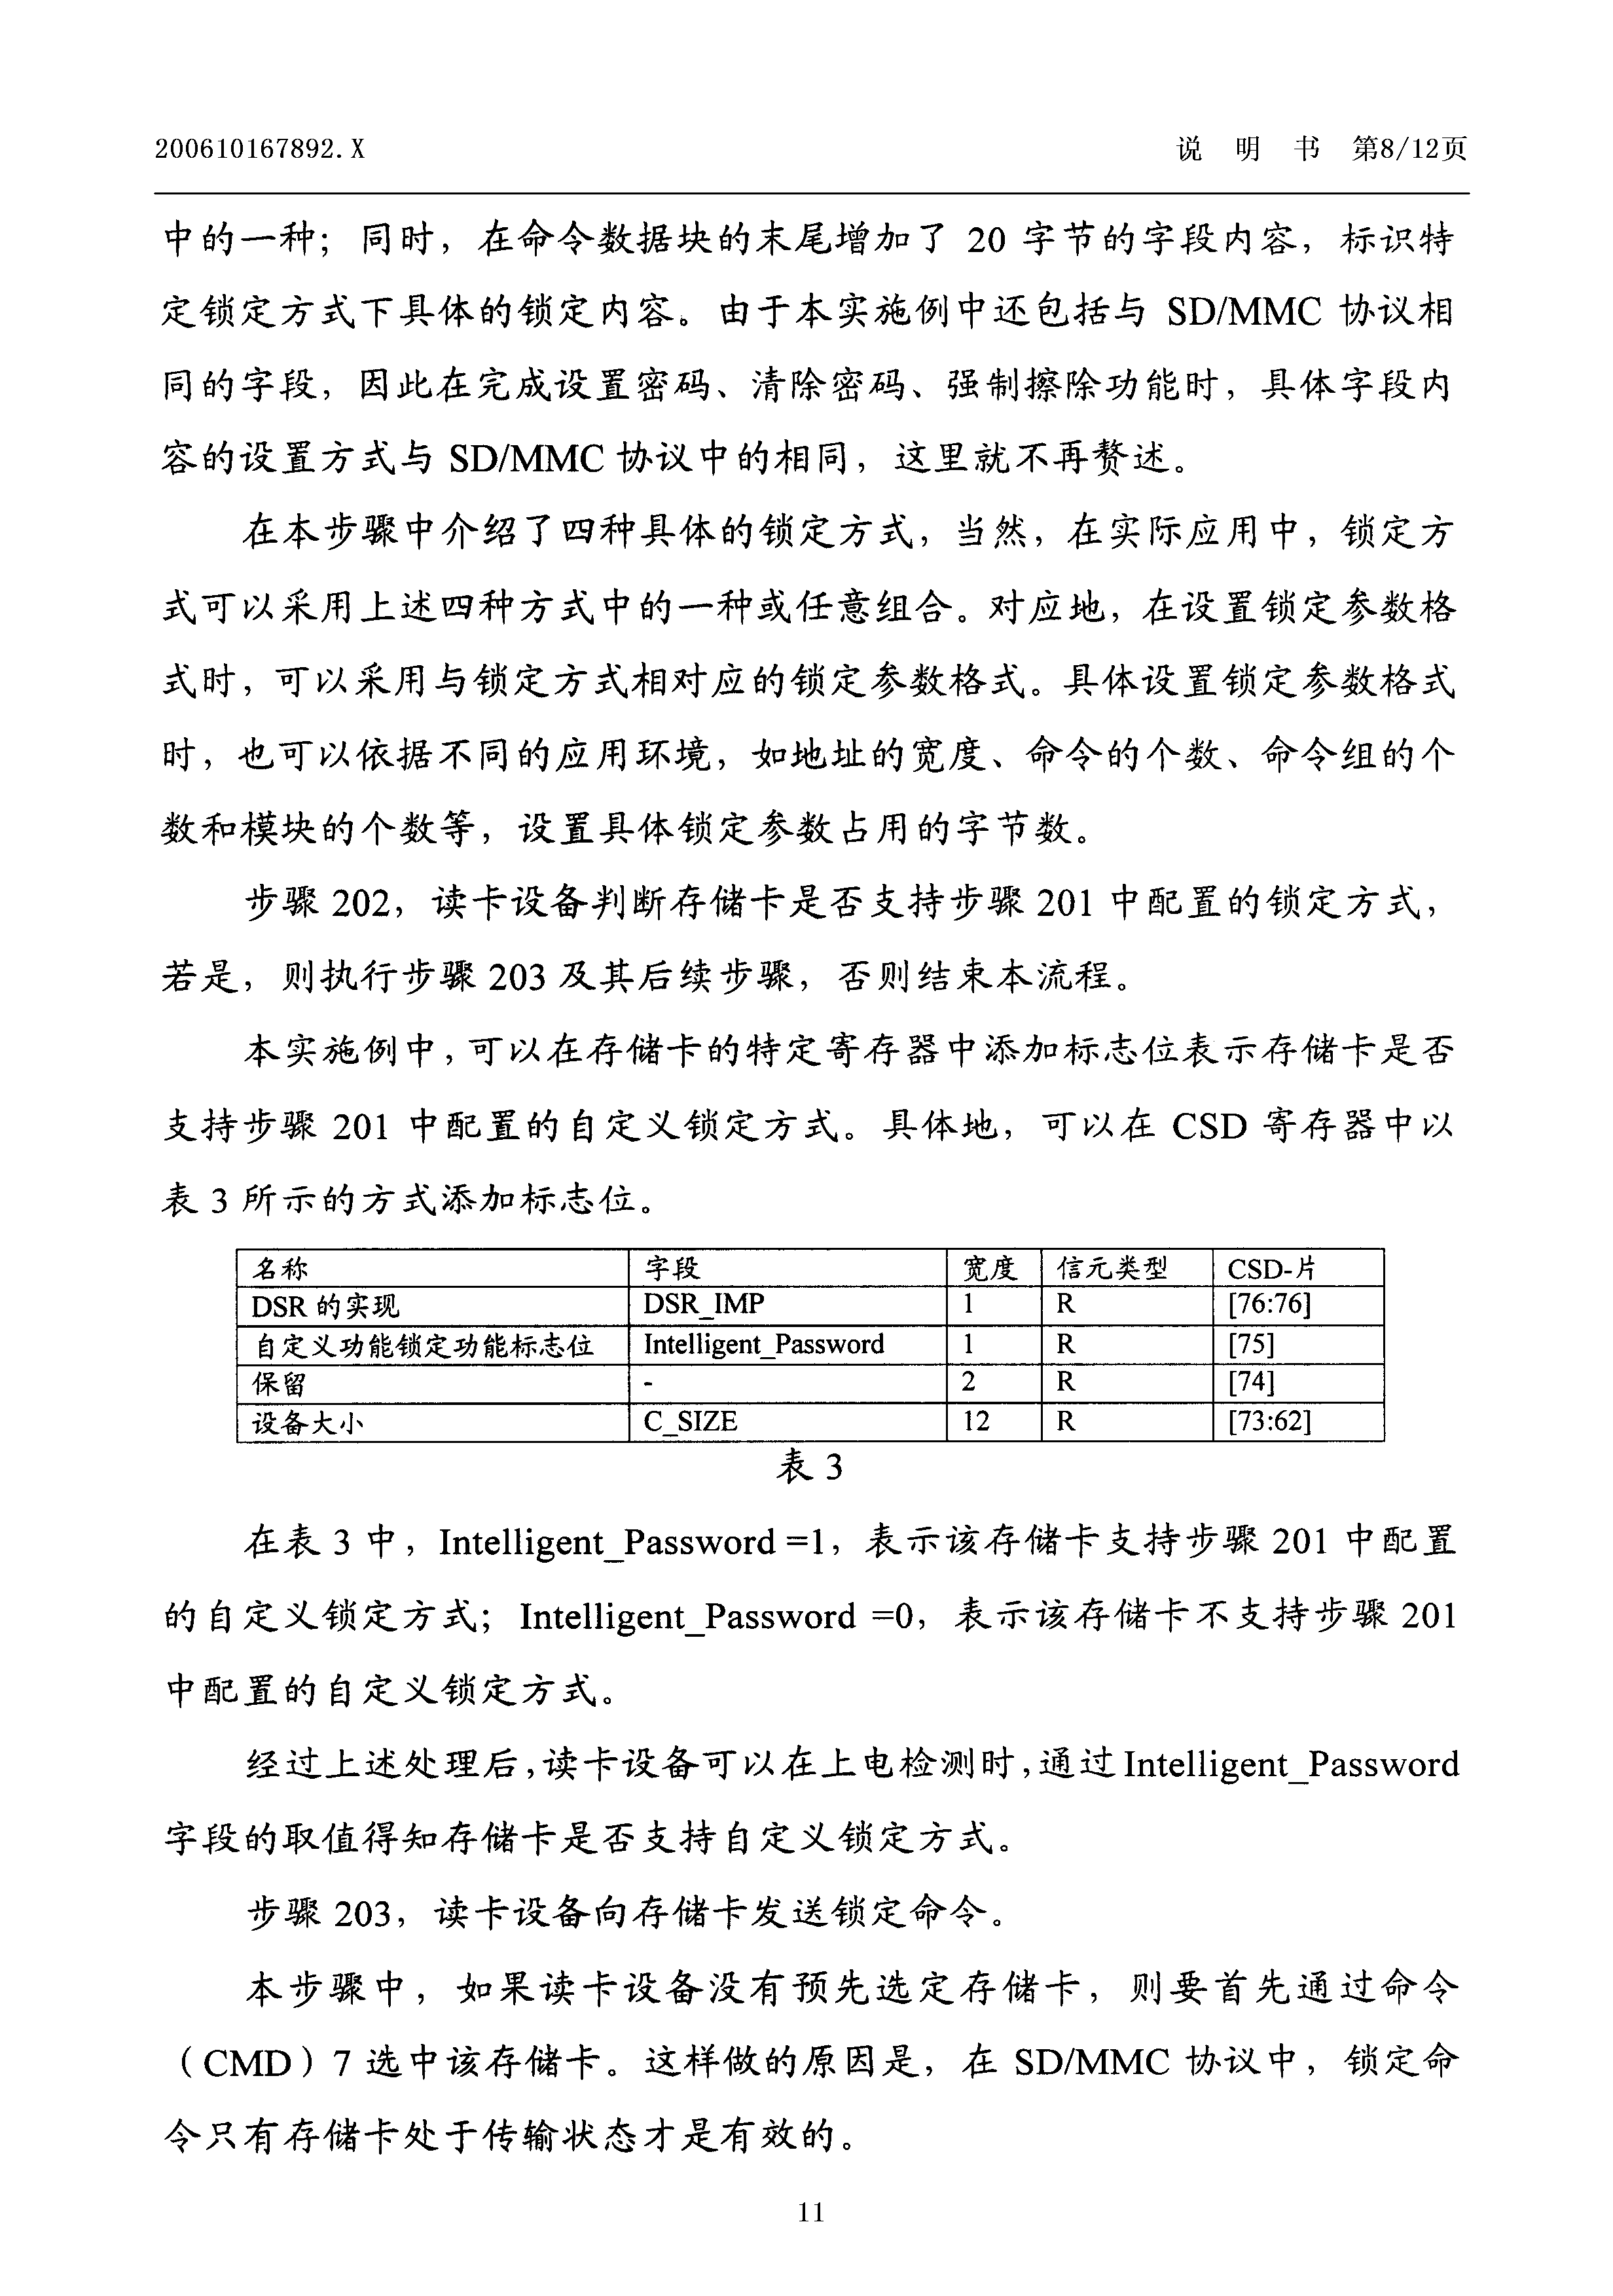 200610167892.X 说 明 书 第8/12页
中的一种；同时，在命令数据块的末尾增加了 20 字节的字段内容，标识特
定锁定方式下具体的锁定内容。由于本实施例中还包括与 SD/MMC 协议相
同的字段，因此在完成设置密码、清除密码、强制擦除功能时，具体字段内
容的设置方式与 SD/MMC 协议中的相同，这里就不再赘述。
在本步骤中介绍了四种具体的锁定方式，当然，在实际应用中，锁定方
式可以采用上述四种方式中的一种或任意组合。对应地，在设置锁定参数格
式时，可以采用与锁定方式相对应的锁定参数格式。具体设置锁定参数格式
时，也可以依据不同的应用环境，如地址的宽度、命令的个数、命令组的个
数和模块的个数等，设置具体锁定参数占用的字节数。
步骤 202，读卡设备判断存储卡是否支持步骤 201 中配置的锁定方式，
若是，则执行步骤 203 及其后续步骤，否则结束本流程。
本实施例中，可以在存储卡的特定寄存器中添加标志位表示存储卡是否
支持步骤 201 中配置的自定义锁定方式。具体地，可以在 CSD 寄存器中以
表 3 所示的方式添加标志位。
名称 字段 宽度 信元类型 CSD-片
DSR 的实现 DSR_IMP 1 R [76:76]
自定义功能锁定功能标志位 Intelligent_Password 1 R [75]
保留 - 2 R [74]
设备大小 C_SIZE 12 R [73:62]
表 3
在表 3 中，Intelligent_Password =1，表示该存储卡支持步骤 201 中配置
的自定义锁定方式；Intelligent_Password =0，表示该存储卡不支持步骤 201
中配置的自定义锁定方式。
经过上述处理后，读卡设备可以在上电检测时，通过 Intelligent_Password
字段的取值得知存储卡是否支持自定义锁定方式。
步骤 203，读卡设备向存储卡发送锁定命令。
本步骤中，如果读卡设备没有预先选定存储卡，则要首先通过命令
（CMD）7 选中该存储卡。这样做的原因是，在 SD/MMC 协议中，锁定命
令只有存储卡处于传输状态才是有效的。
11